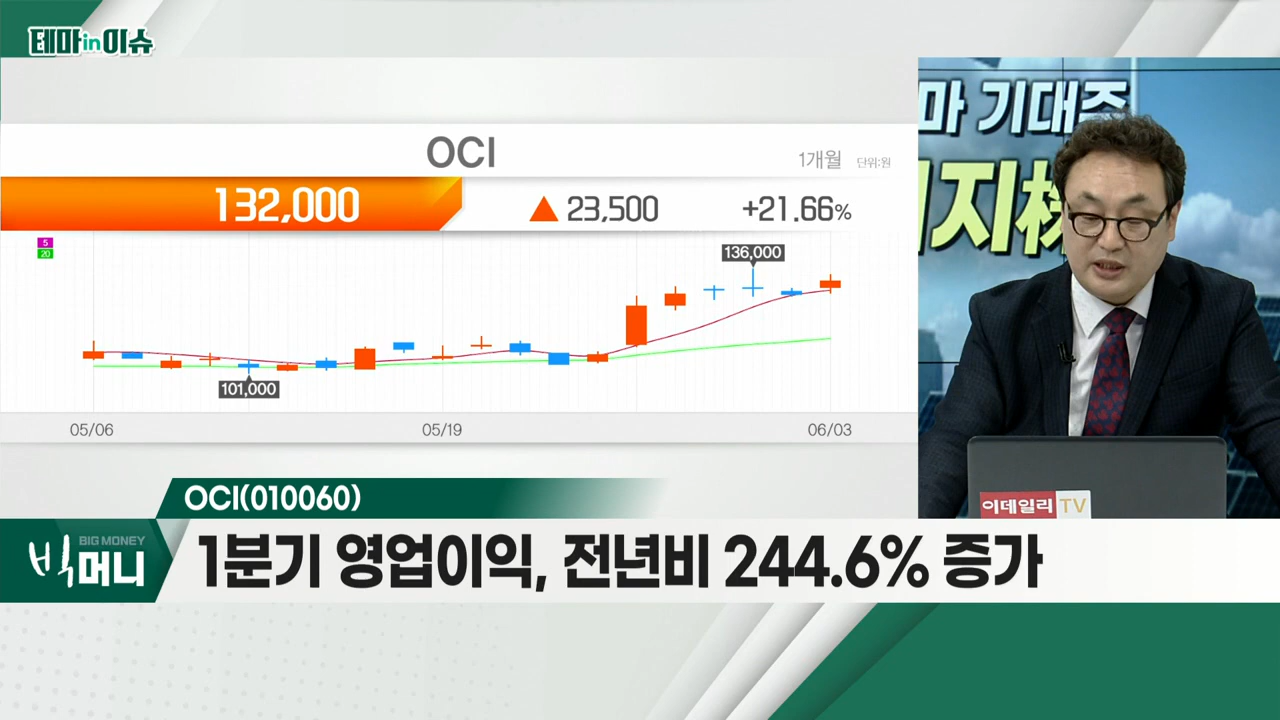 테마in이슈
OCI
1개월 단위:원
132,000 ▲ 23,500 +21.66%
5
20
136,000
101,000
05/06 05/19 06/03
마 기대주
지株
이데일리TV
OCI(010060)
BIG MONEY
빅머니
1분기 영업이익, 전년비 244.6% 증가